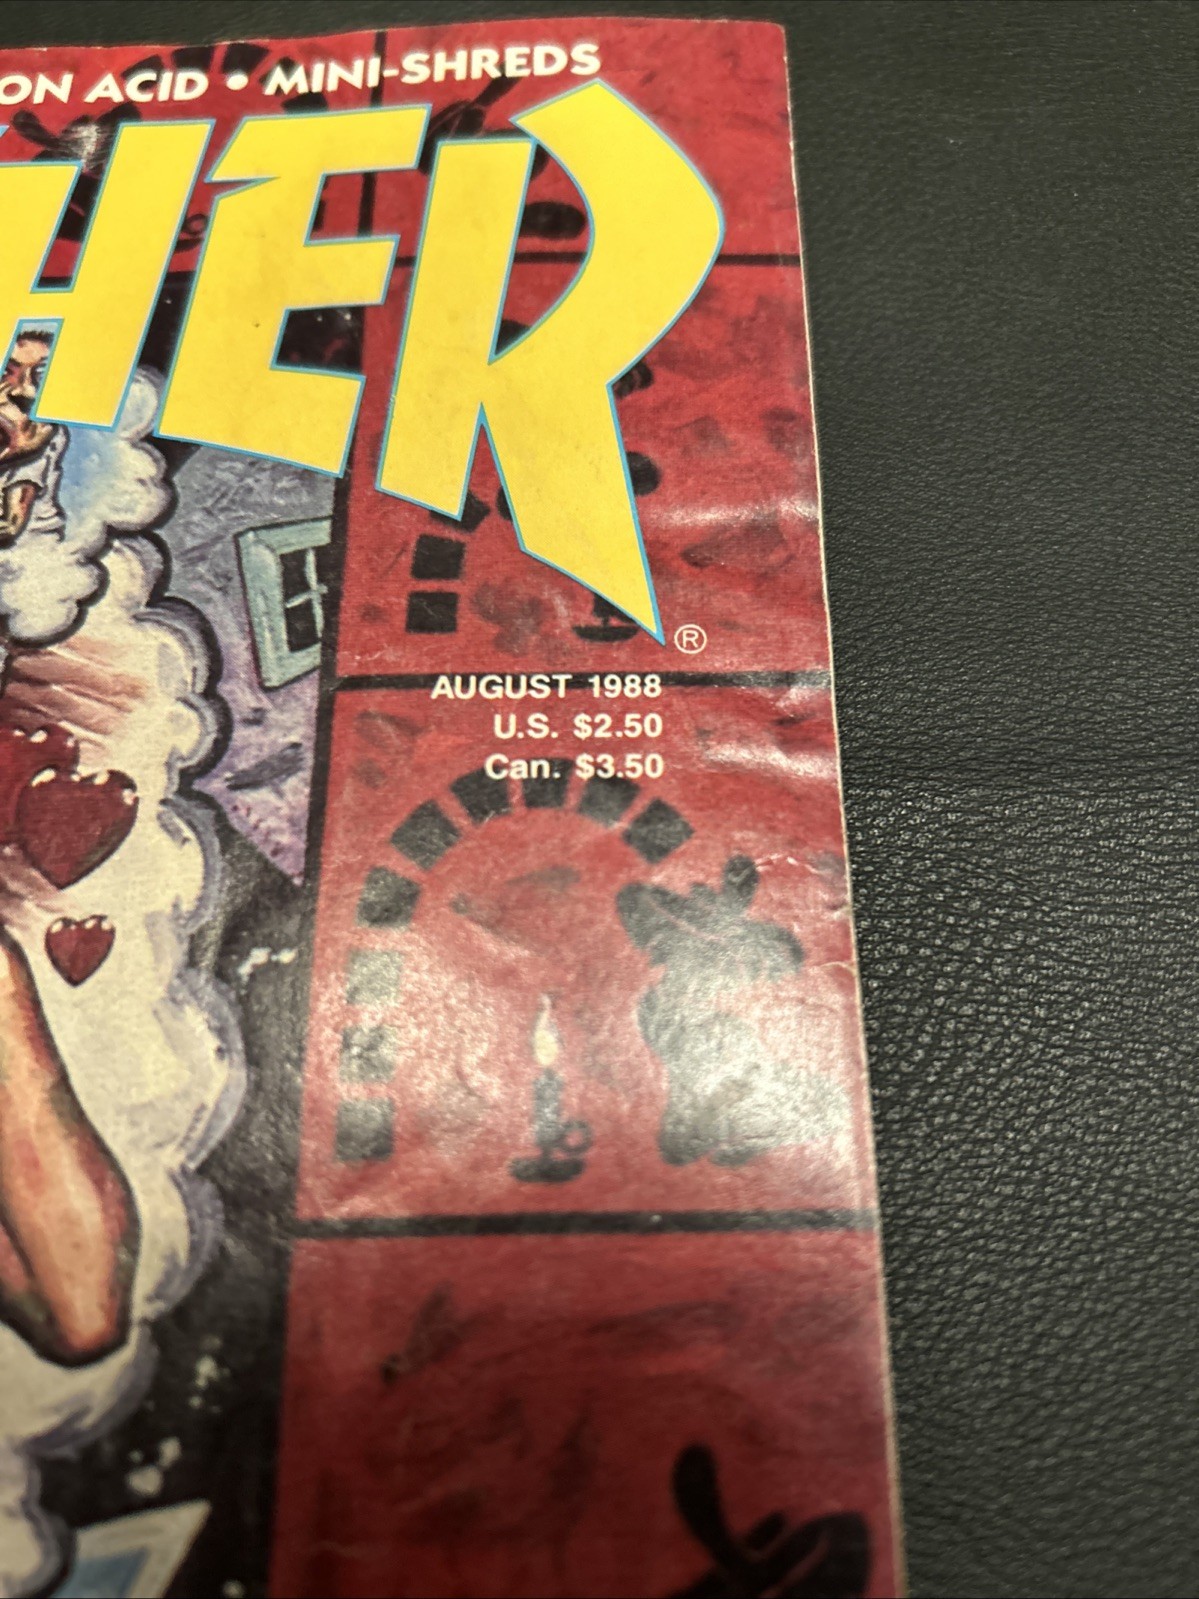 ON ACID • MINI-SHREDS
HER
®
AUGUST 1988
U.S. $2.50
Can. $3.50